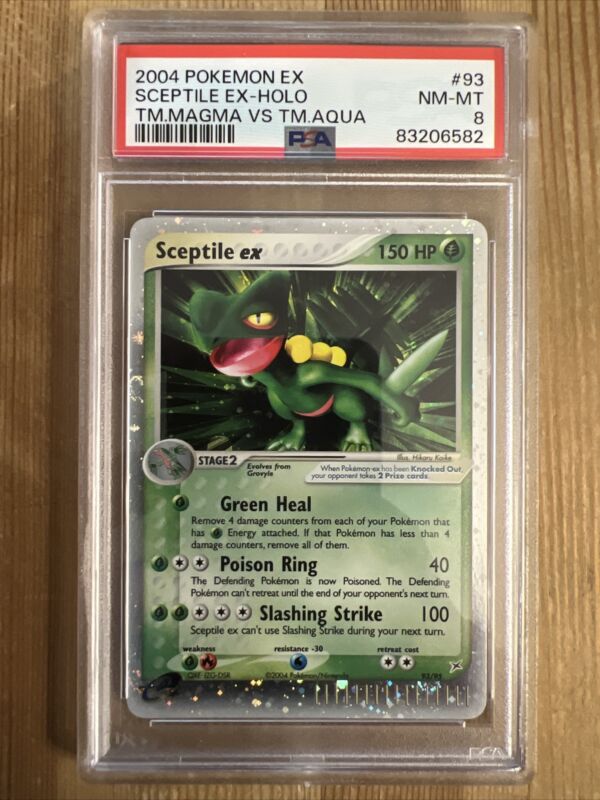 2004 POKEMON EX #93
SCEPTILE EX-HOLO NM-MT
TM.MAGMA VS TM.AQUA 8
PSA 83206582
Sceptile ex 150 HP
Illus. Hikaru Koike
STAGE 2 Evolves from Grovyle
When Pokémon-ex has been Knocked Out,
your opponent takes 2 Prize cards.
Green Heal
Remove 4 damage counters from each of your Pokémon that
has Energy attached. If that Pokémon has less than 4
damage counters, remove all of them.
Poison Ring 40
The Defending Pokémon is now Poisoned. The Defending
Pokémon can't retreat until the end of your opponent's next turn.
Slashing Strike 100
Sceptile ex can't use Slashing Strike during your next turn.
weakness resistance -30 retreat cost
©2004 Pokémon/Nintendo 93/95
PSA